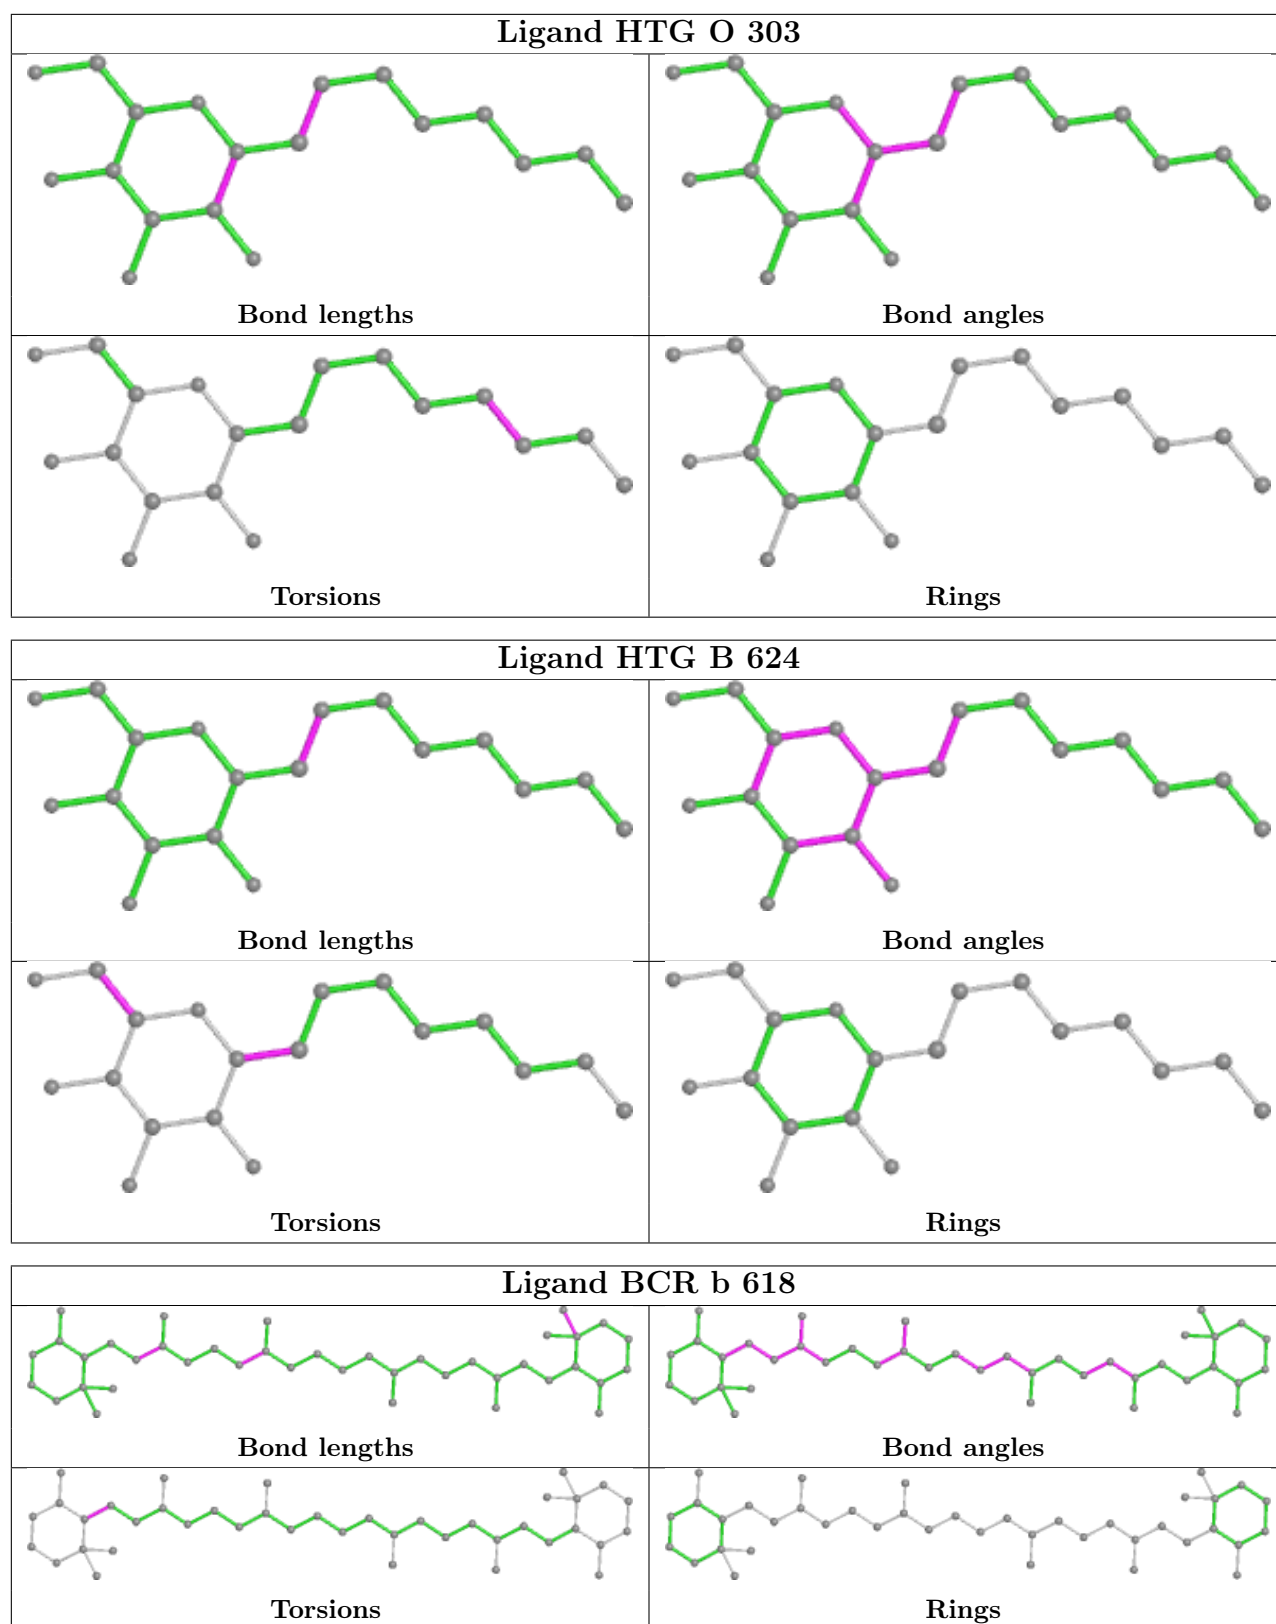 Ligand HTG O 303
Bond lengths
Bond angles
Torsions
Rings
Ligand HTG B 624
Bond lengths
Bond angles
Torsions
Rings
Ligand BCR b 618
Bond lengths
Bond angles
Torsions
Rings